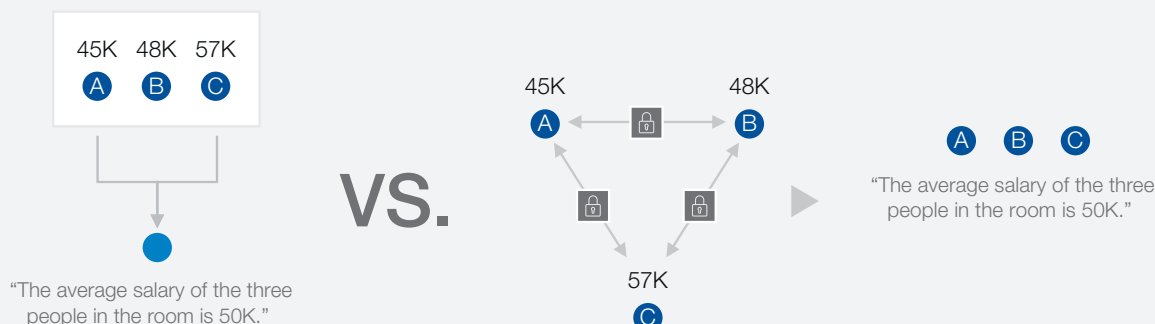 45K 48K 57K
A B C
“The average salary of the three
people in the room is 50K.”
vs.
45K 48K
A B
57K
C
A B C
“The average salary of the three
people in the room is 50K.”